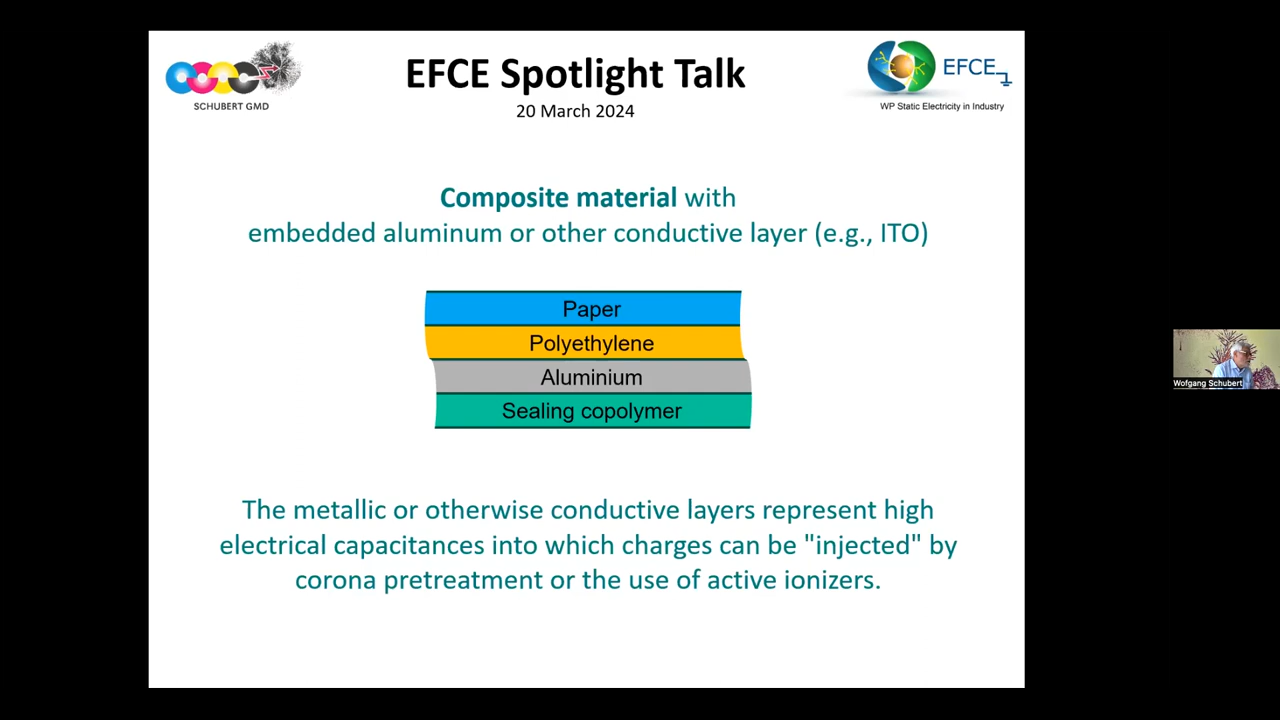 SCHUBERT GMD
EFCE Spotlight Talk
20 March 2024
EFCE
WP Static Electricity in Industry
Composite material with
embedded aluminum or other conductive layer (e.g., ITO)
Paper
Polyethylene
Aluminium
Sealing copolymer
The metallic or otherwise conductive layers represent high
electrical capacitances into which charges can be "injected" by
corona pretreatment or the use of active ionizers.
Wofgang Schubert